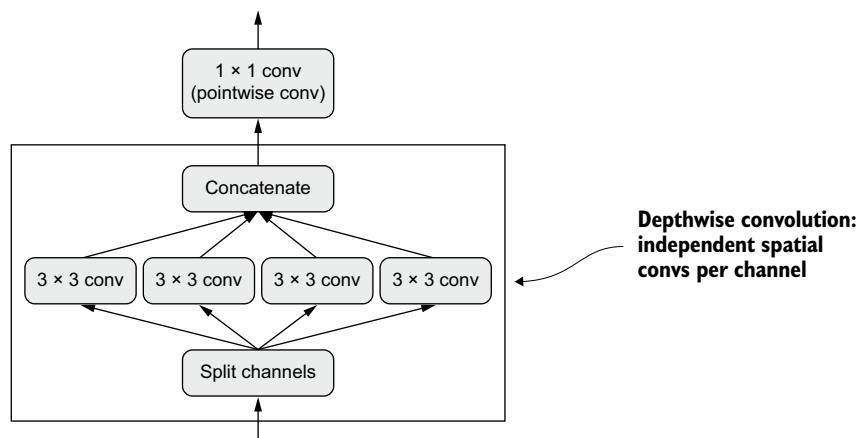 1 × 1 conv
(pointwise conv)
Concatenate
3 × 3 conv
3 × 3 conv
3 × 3 conv
3 × 3 conv
Split channels
Depthwise convolution:
independent spatial
convs per channel